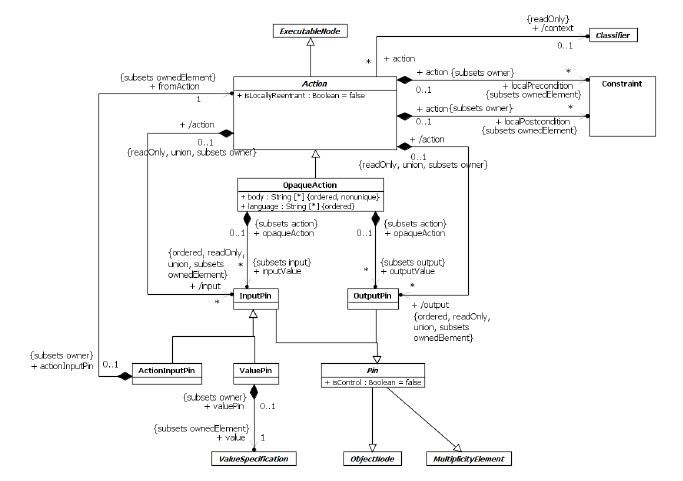 {readOnly}
+ /context
ExecutableNode
Classifier
0..1
*
+ action
{subsets ownedElement}
+ fromAction
1
Action
+ isLocallyReentrant : Boolean = false
+ action {subsets owner}
0..1
*
+ localPrecondition
{subsets ownedElement}
Constraint
+ action {subsets owner}
0..1
*
+ localPostcondition
{subsets ownedElement}
+ /action
0..1
{readOnly, union, subsets owner}
+ /action
0..1
{readOnly, union, subsets owner}
OpaqueAction
+ body : String [*] {ordered, nonunique}
+ language : String [*] {ordered}
{subsets action}
0..1
+ opaqueAction
{subsets action}
0..1
+ opaqueAction
{ordered, readOnly,
union, subsets
ownedElement}
+ /input
*
{subsets input}
* + inputValue
{subsets output}
* + outputValue
*
InputPin
OutputPin
+ /output
{ordered, readOnly,
union, subsets
ownedElement}
{subsets owner}
+ actionInputPin
0..1
ActionInputPin
ValuePin
Pin
+ isControl : Boolean = false
{subsets owner}
+ valuePin
0..1
{subsets ownedElement}
+ value
1
ValueSpecification
ObjectNode
MultiplicityElement